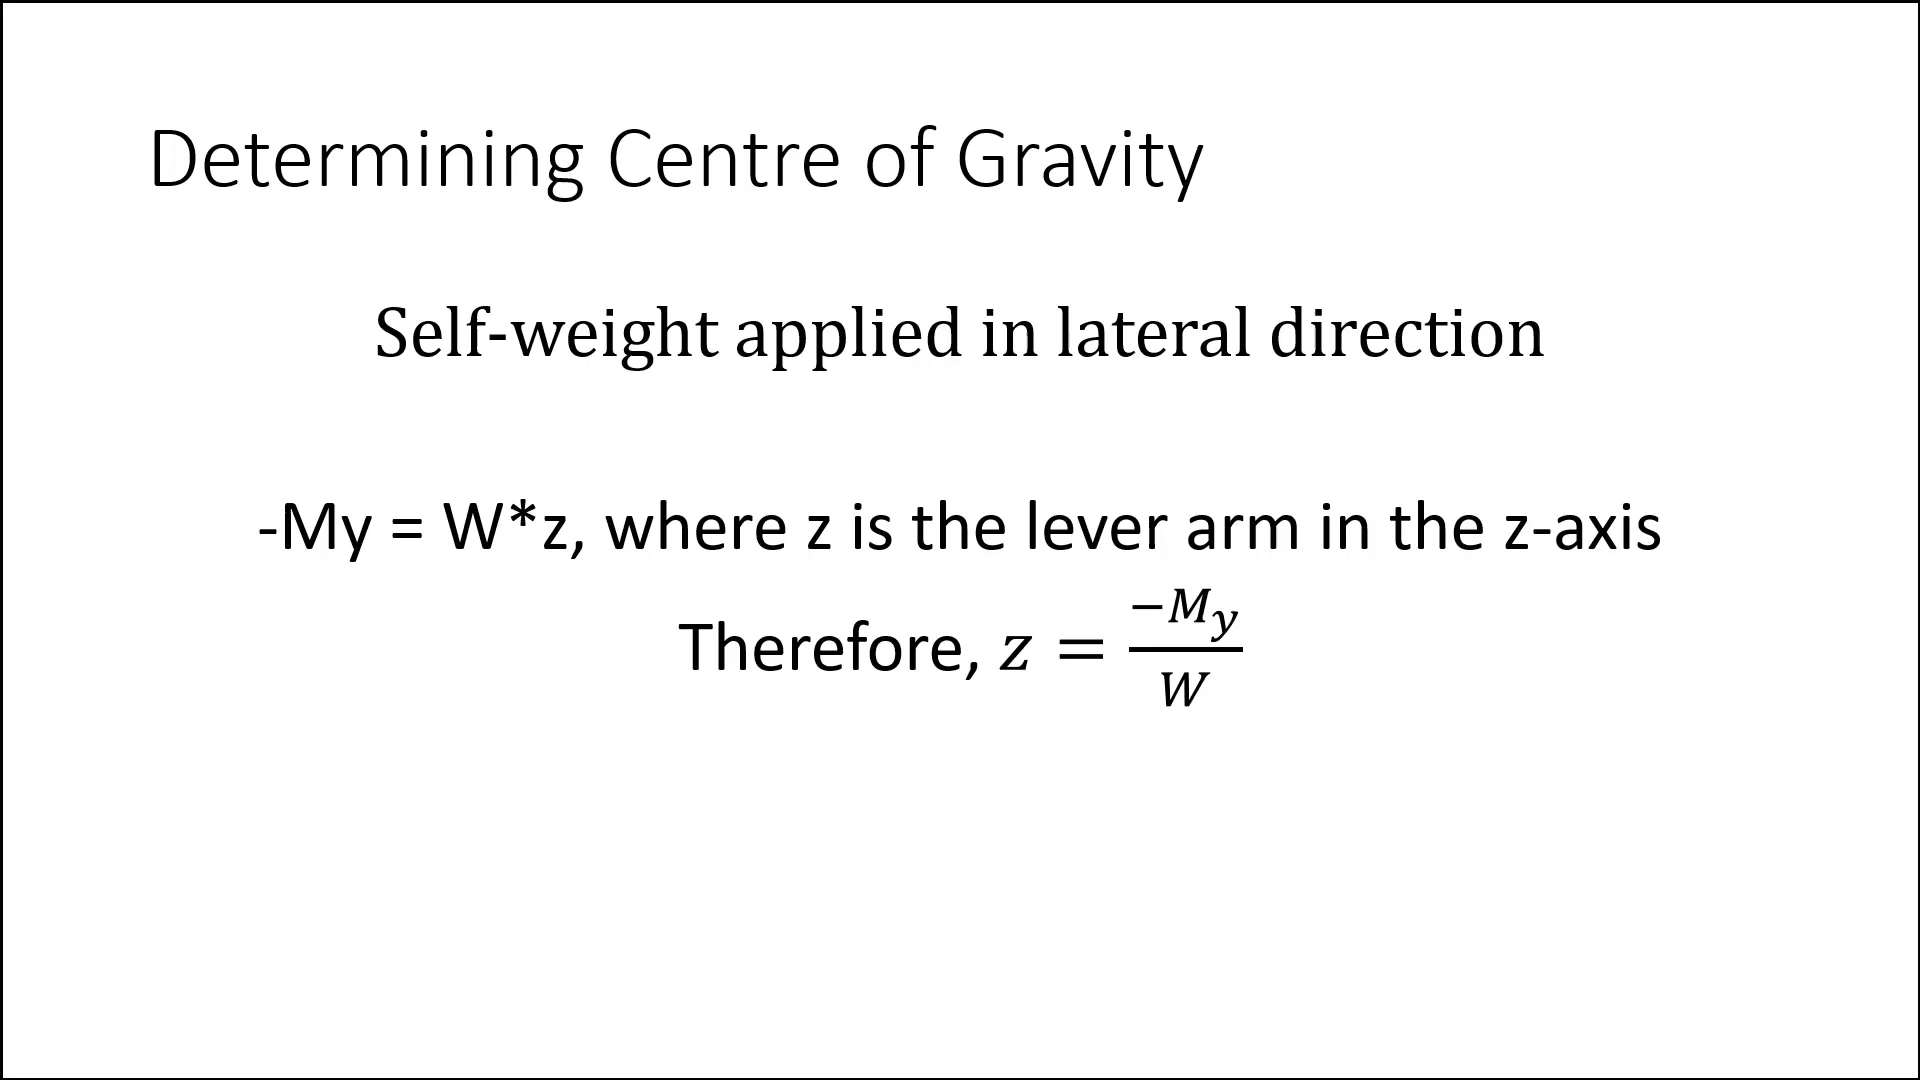 Determining Centre of Gravity
Self-weight applied in lateral direction
-My = W*z, where z is the lever arm in the z-axis
Therefore, z = −M_y / W